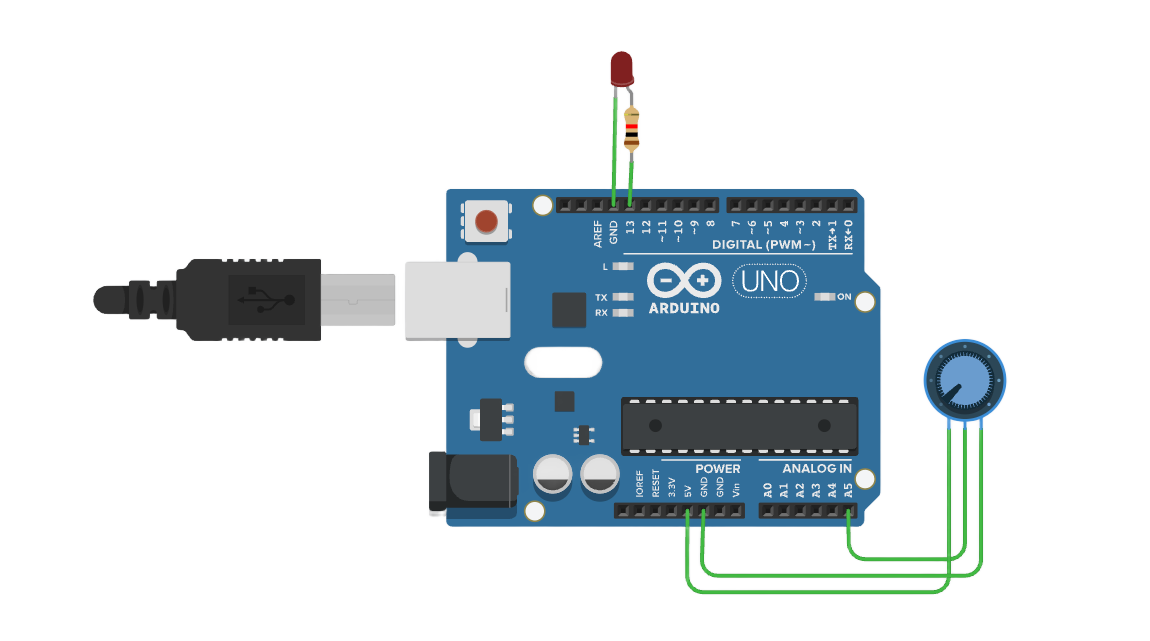 AREF
GND
13
12
~11
~10
~9
8
7
~6
~5
4
~3
2
TX→1
RX←0
DIGITAL (PWM~)
L
TX
RX
ARDUINO
UNO
ON
POWER
ANALOG IN
IOREF
RESET
3.3V
5V
GND
GND
Vin
A0
A1
A2
A3
A4
A5